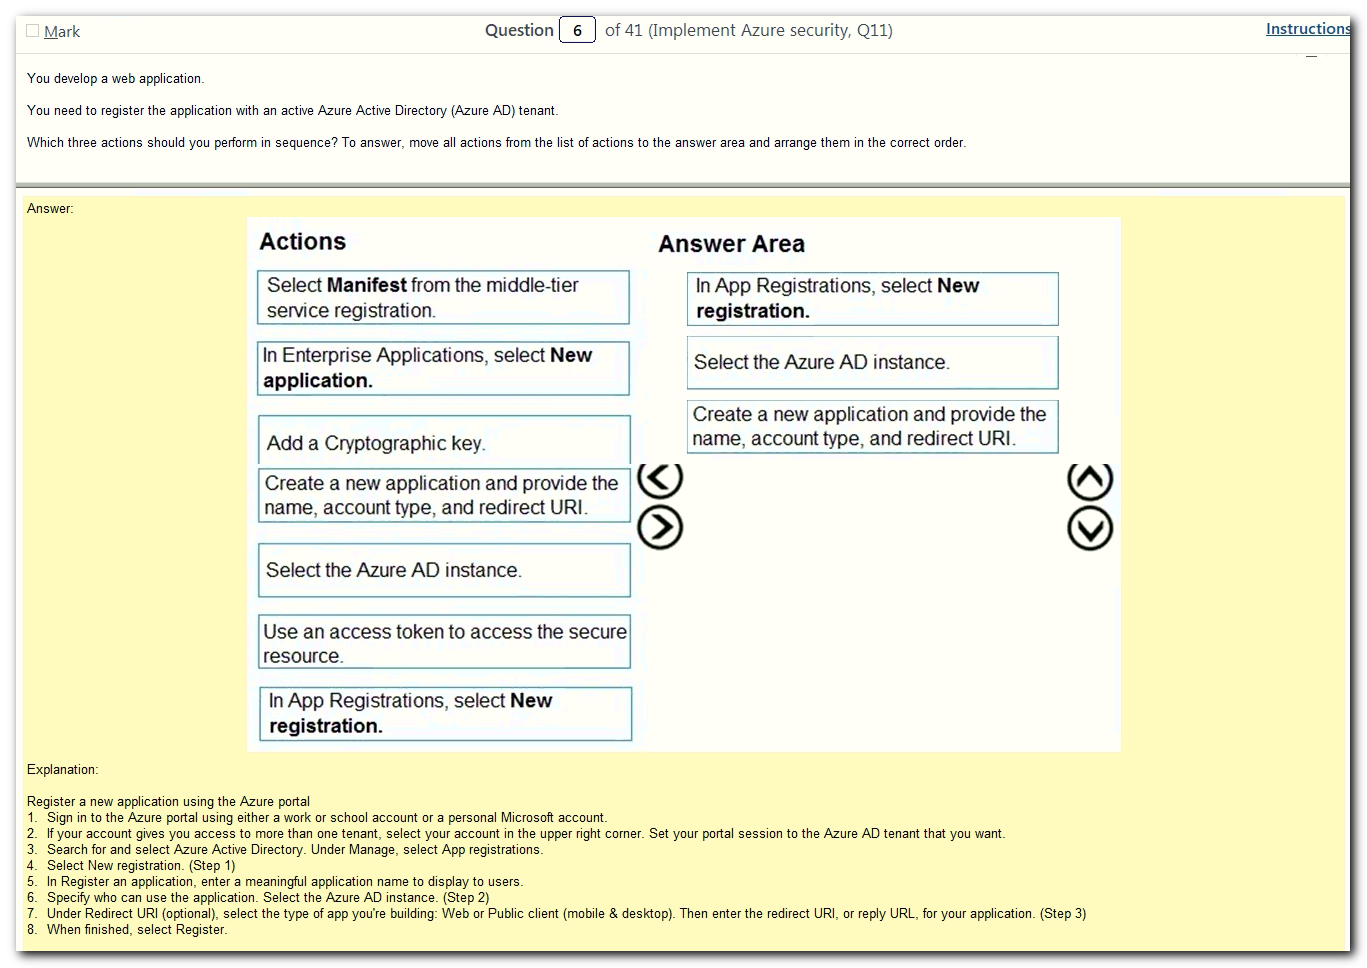 Mark
Question 6 of 41 (Implement Azure security, Q11)
Instructions
You develop a web application.
You need to register the application with an active Azure Active Directory (Azure AD) tenant.
Which three actions should you perform in sequence? To answer, move all actions from the list of actions to the answer area and arrange them in the correct order.
Answer:
Actions
Select Manifest from the middle-tier
service registration.
In Enterprise Applications, select New
application.
Add a Cryptographic key.
Create a new application and provide the
name, account type, and redirect URI.
Select the Azure AD instance.
Use an access token to access the secure
resource.
In App Registrations, select New
registration.
Answer Area
In App Registrations, select New
registration.
Select the Azure AD instance.
Create a new application and provide the
name, account type, and redirect URI.
Explanation:
Register a new application using the Azure portal
1. Sign in to the Azure portal using either a work or school account or a personal Microsoft account.
2. If your account gives you access to more than one tenant, select your account in the upper right corner. Set your portal session to the Azure AD tenant that you want.
3. Search for and select Azure Active Directory. Under Manage, select App registrations.
4. Select New registration. (Step 1)
5. In Register an application, enter a meaningful application name to display to users.
6. Specify who can use the application. Select the Azure AD instance. (Step 2)
7. Under Redirect URI (optional), select the type of app you're building: Web or Public client (mobile & desktop). Then enter the redirect URI, or reply URL, for your application. (Step 3)
8. When finished, select Register.